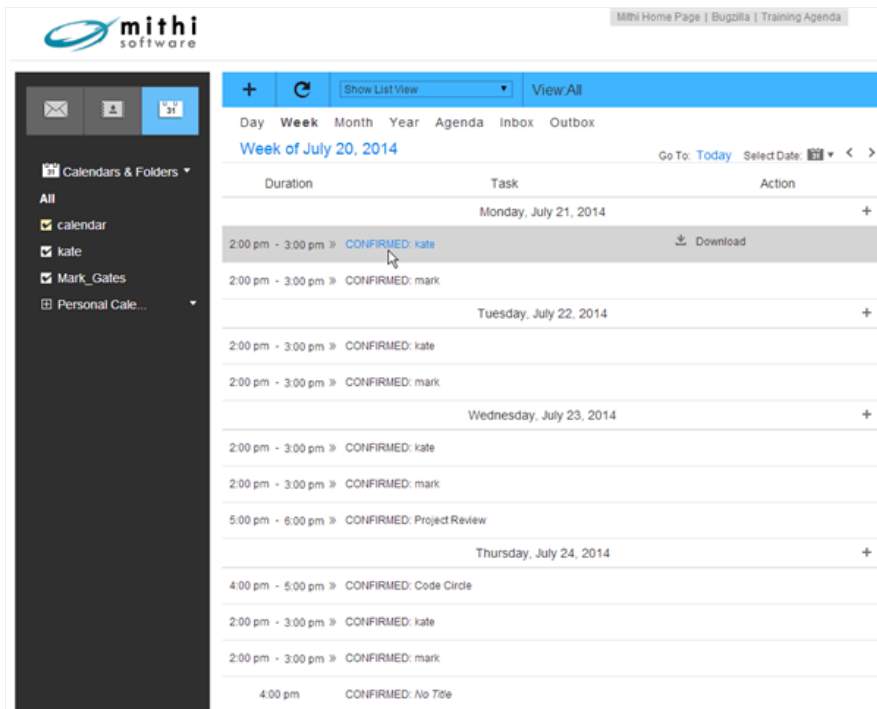 mithi
software
Mithi Home Page | Bugzilla | Training Agenda
31
Calendars & Folders
All
calendar
kate
Mark_Gates
Personal Cale...
+ Show List View View:All
Day Week Month Year Agenda Inbox Outbox
Week of July 20, 2014
Go To: Today Select Date: 31 < >
Duration Task Action
Monday, July 21, 2014 +
2:00 pm - 3:00 pm » CONFIRMED: kate Download
2:00 pm - 3:00 pm » CONFIRMED: mark
Tuesday, July 22, 2014 +
2:00 pm - 3:00 pm » CONFIRMED: kate
2:00 pm - 3:00 pm » CONFIRMED: mark
Wednesday, July 23, 2014 +
2:00 pm - 3:00 pm » CONFIRMED: kate
2:00 pm - 3:00 pm » CONFIRMED: mark
5:00 pm - 6:00 pm » CONFIRMED: Project Review
Thursday, July 24, 2014 +
4:00 pm - 5:00 pm » CONFIRMED: Code Circle
2:00 pm - 3:00 pm » CONFIRMED: kate
2:00 pm - 3:00 pm » CONFIRMED: mark
4:00 pm CONFIRMED: No Title